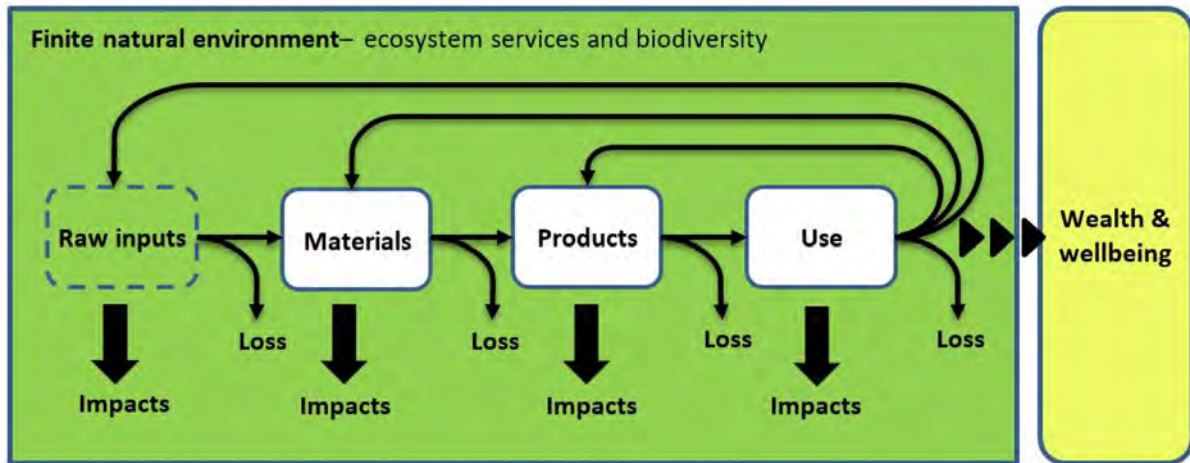 Finite natural environment– ecosystem services and biodiversity
Raw inputs
Materials
Products
Use
Wealth &
wellbeing
Loss
Loss
Loss
Loss
Impacts
Impacts
Impacts
Impacts